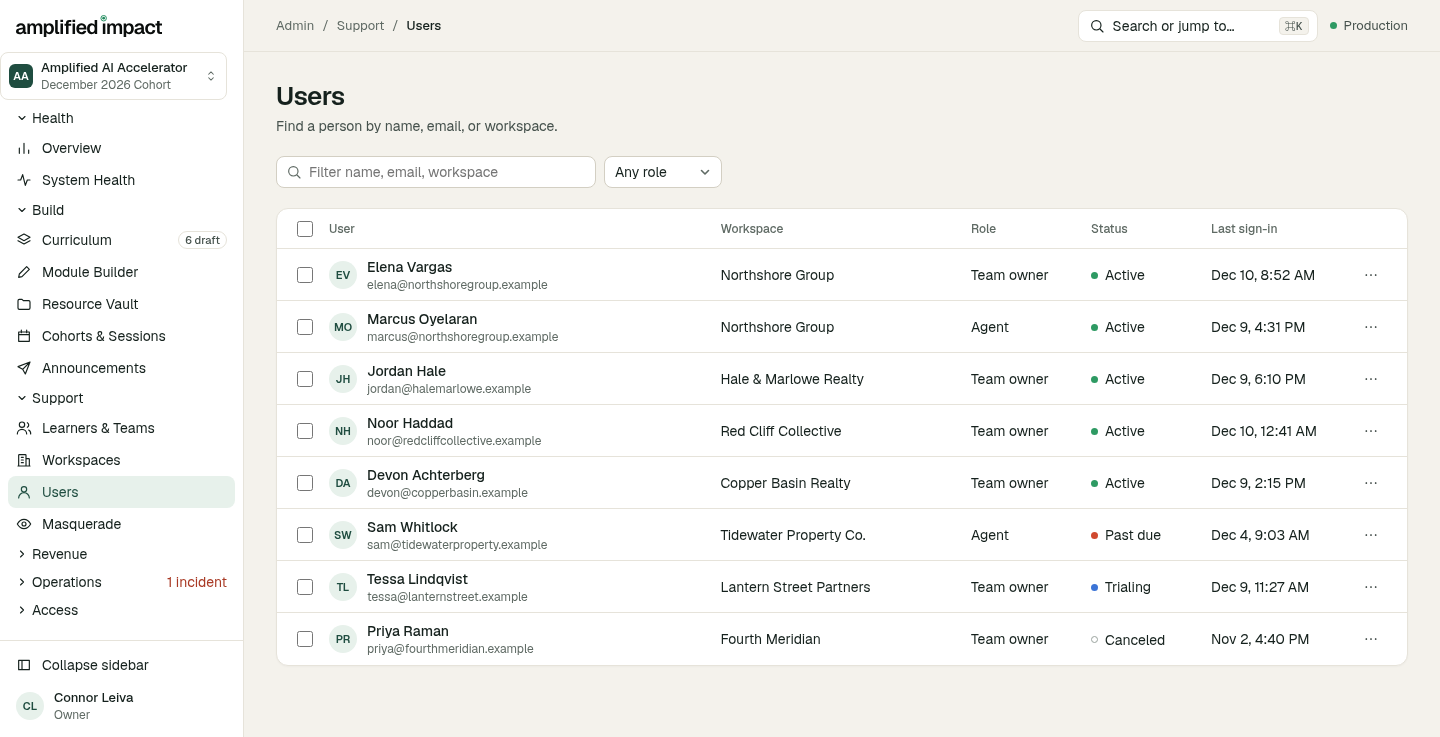 amplified impact
AA
Amplified AI Accelerator
December 2026 Cohort
Health
Overview
System Health
Build
Curriculum 6 draft
Module Builder
Resource Vault
Cohorts & Sessions
Announcements
Support
Learners & Teams
Workspaces
Users
Masquerade
Revenue
Operations 1 incident
Access
Collapse sidebar
CL
Connor Leiva
Owner
Admin / Support / Users
Search or jump to... ⌘K
Production
Users
Find a person by name, email, or workspace.
Filter name, email, workspace
Any role
User Workspace Role Status Last sign-in
EV Elena Vargas Northshore Group Team owner Active Dec 10, 8:52 AM
elena@northshoregroup.example
MO Marcus Oyelaran Northshore Group Agent Active Dec 9, 4:31 PM
marcus@northshoregroup.example
JH Jordan Hale Hale & Marlowe Realty Team owner Active Dec 9, 6:10 PM
jordan@halemarlowe.example
NH Noor Haddad Red Cliff Collective Team owner Active Dec 10, 12:41 AM
noor@redcliffcollective.example
DA Devon Achterberg Copper Basin Realty Team owner Active Dec 9, 2:15 PM
devon@copperbasin.example
SW Sam Whitlock Tidewater Property Co. Agent Past due Dec 4, 9:03 AM
sam@tidewaterproperty.example
TL Tessa Lindqvist Lantern Street Partners Team owner Trialing Dec 9, 11:27 AM
tessa@lanternstreet.example
PR Priya Raman Fourth Meridian Team owner Canceled Nov 2, 4:40 PM
priya@fourthmeridian.example